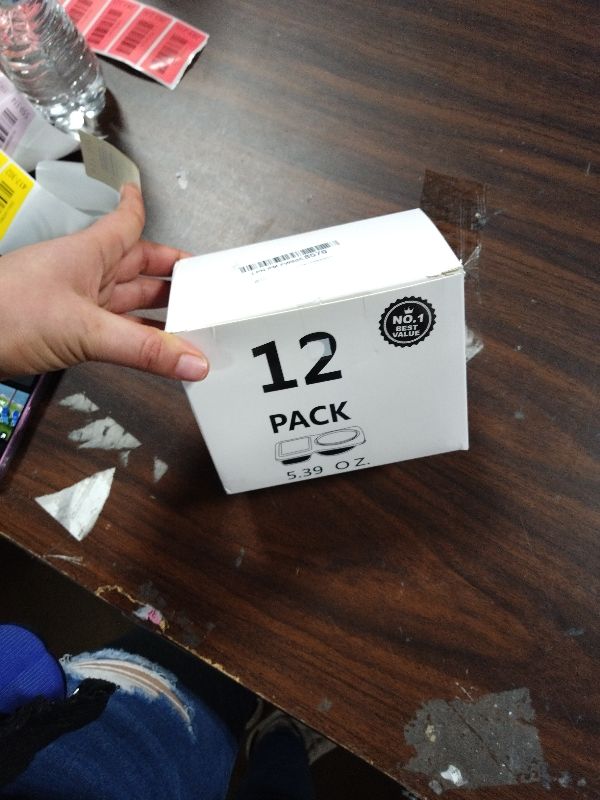 12
PACK
5.39 OZ.
NO.1
BEST
VALUE